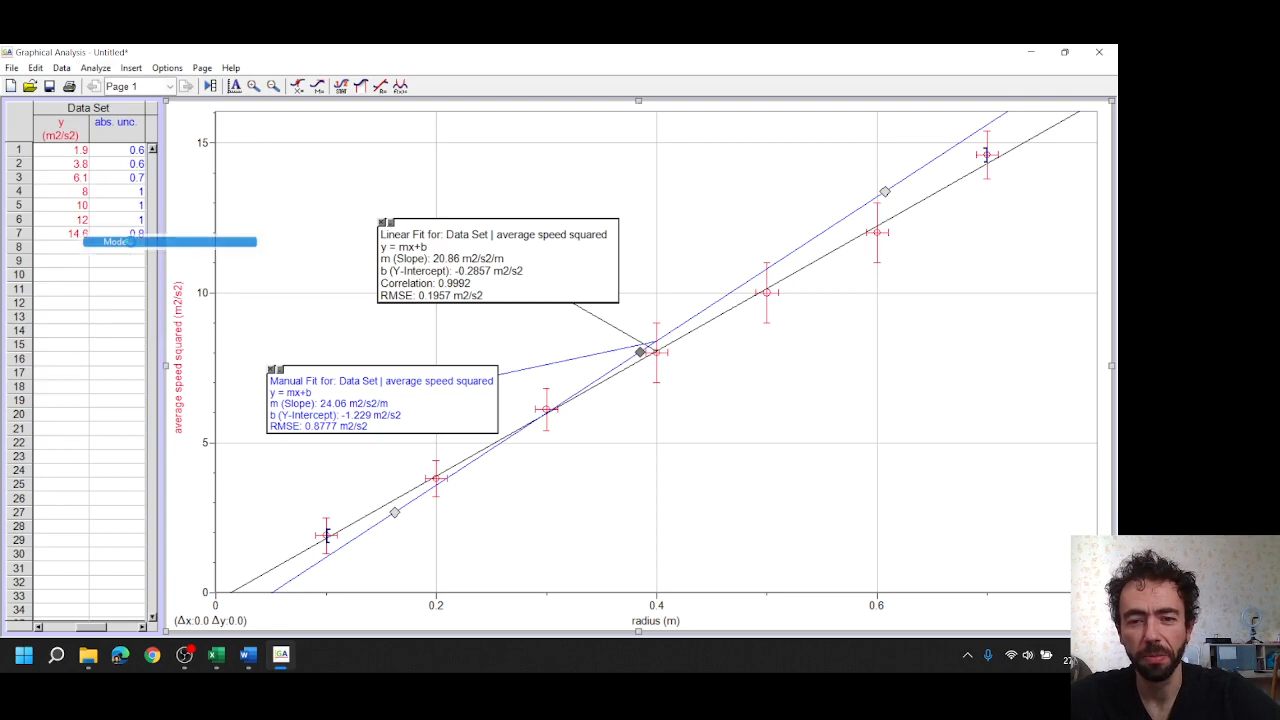 Graphical Analysis - Untitled*
File Edit Data Analyze Insert Options Page Help
Page 1
Data Set
y abs. unc.
(m2/s2)
1 1.9 0.6
2 3.8 0.6
3 6.1 0.7
4 8 1
5 10 1
6 12 1
7 14.6 0.8
8
9
10
11
12
13
14
15
16
17
18
19
20
21
22
23
24
25
26
27
28
29
30
31
32
33
34
average speed squared (m2/s2)
15
10
5
0
Linear Fit for: Data Set | average speed squared
y = mx+b
m (Slope): 20.86 m2/s2/m
b (Y-Intercept): -0.2857 m2/s2
Correlation: 0.9992
RMSE: 0.1957 m2/s2
Manual Fit for: Data Set | average speed squared
y = mx+b
m (Slope): 24.06 m2/s2/m
b (Y-Intercept): -1.229 m2/s2
RMSE: 0.8777 m2/s2
0 0.2 0.4 0.6
(Δx:0.0 Δy:0.0) radius (m)